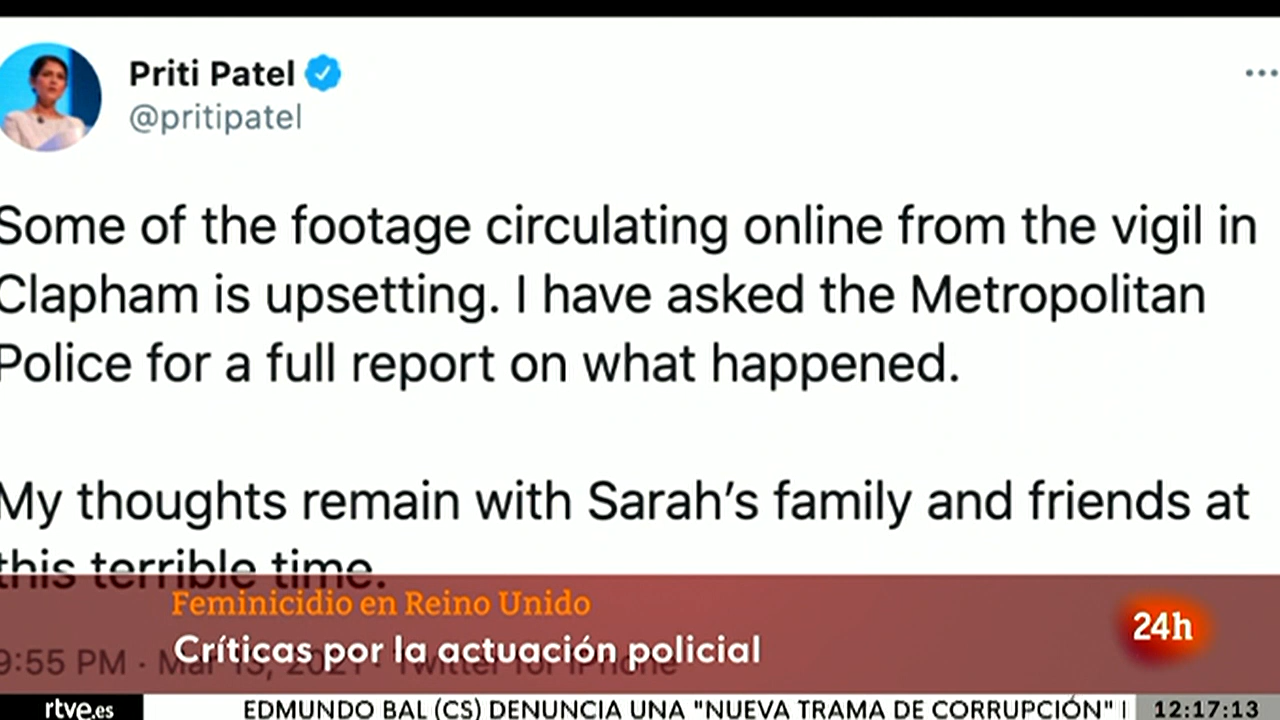 Priti Patel
@pritipatel
Some of the footage circulating online from the vigil in
Clapham is upsetting. I have asked the Metropolitan
Police for a full report on what happened.
My thoughts remain with Sarah's family and friends at
this terrible time.
Feminicidio en Reino Unido
Críticas por la actuación policial
24h
9:55 PM · Mar 13, 2021 · Twitter for iPhone
rtve.es
EDMUNDO BAL (CS) DENUNCIA UNA "NUEVA TRAMA DE CORRUPCIÓN"
12:17:13